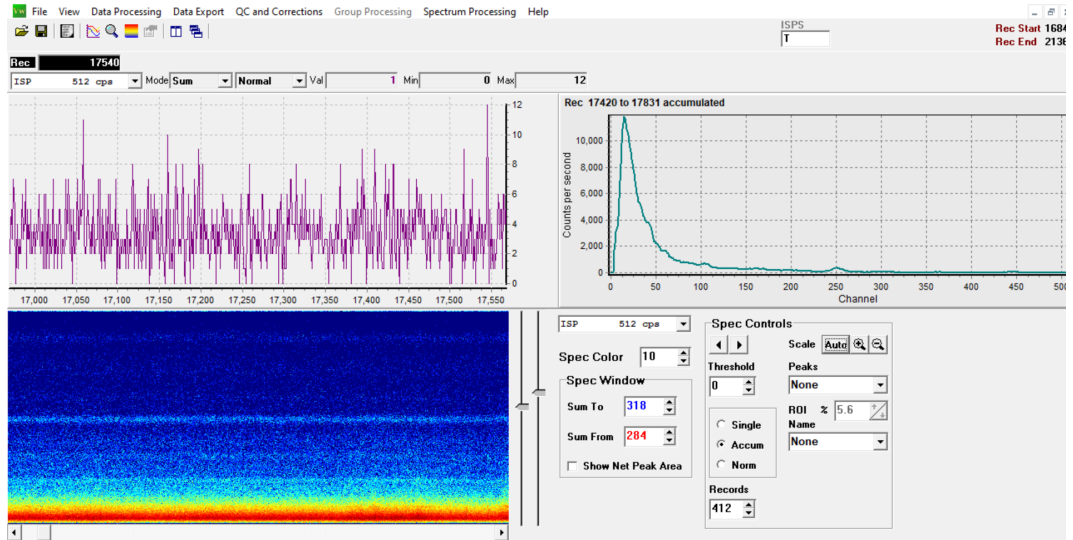 VW File View Data Processing Data Export QC and Corrections Group Processing Spectrum Processing Help
ISPS
T
Rec Start 1684
Rec End 2136
Rec 17540
ISP 512 cps Mode Sum Normal Val 1 Min 0 Max 12
12
10
8
6
4
2
0
17,000 17,050 17,100 17,150 17,200 17,250 17,300 17,350 17,400 17,450 17,500 17,550
Rec 17420 to 17831 accumulated
Counts per second
10,000
8,000
6,000
4,000
2,000
0
0 50 100 150 200 250 300 350 400 450 500
Channel
ISP 512 cps
Spec Color 10
Spec Window
Sum To 318
Sum From 284
Show Net Peak Area
Spec Controls
Scale Auto
Threshold
0
Peaks
None
ROI % 5.6
Name
None
Single
Accum
Norm
Records
412